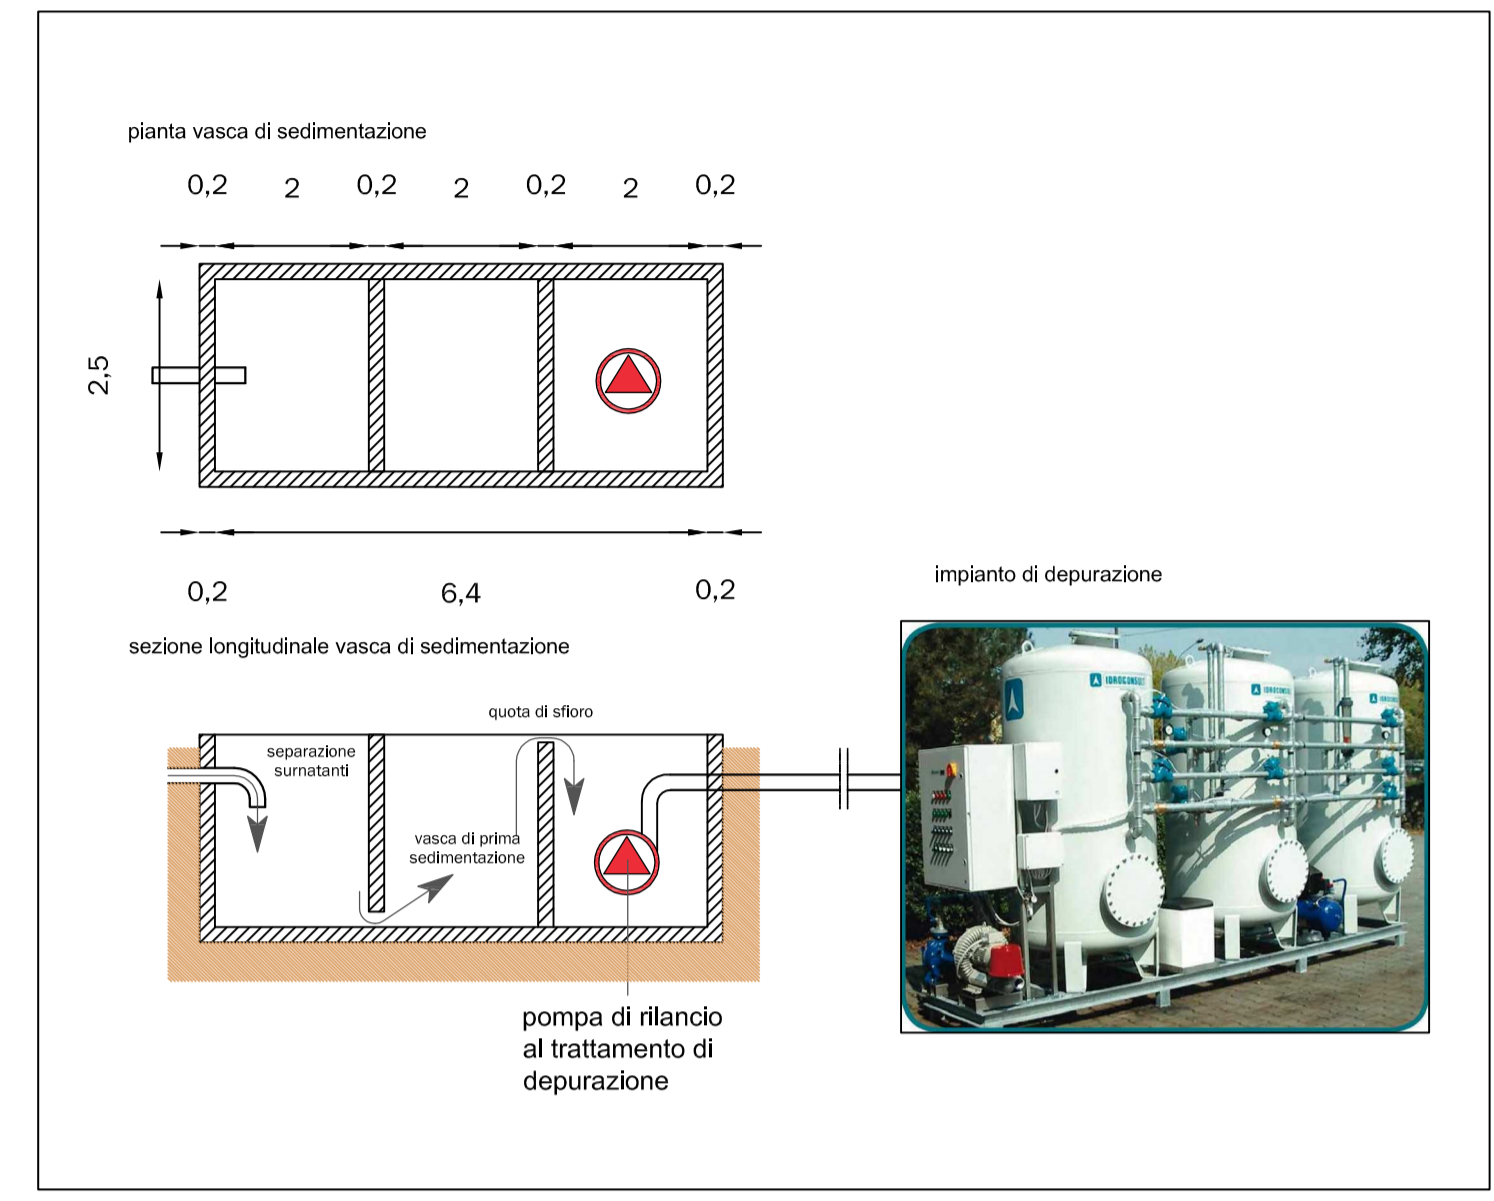 pianta vasca di sedimentazione
0,2 2 0,2 2 0,2 2 0,2
2,5
0,2 6,4 0,2
sezione longitudinale vasca di sedimentazione
quota di sfioro
separazione
surnatanti
vasca di prima
sedimentazione
pompa di rilancio
al trattamento di
depurazione
impianto di depurazione
IDROCONSULT
IDROCONSULT
IDROCONSULT